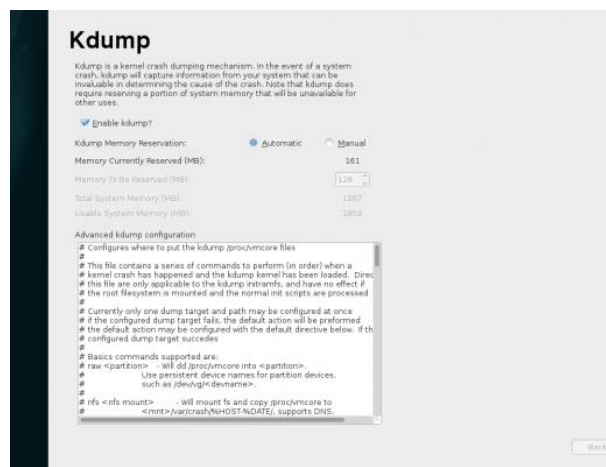 Kdump
Kdump is a kernel crash dumping mechanism. In the event of a system
crash, kdump will capture information from your system that can be
invaluable in determining the cause of the crash. Note that kdump does
require reserving a portion of system memory that will be unavailable for
other uses.
Enable kdump?
Kdump Memory Reservation: Automatic Manual
Memory Currently Reserved (MB): 161
Memory To Be Reserved (MB): 128
Total System Memory (MB): 1987
Usable System Memory (MB): 1859
Advanced kdump configuration
# Configures where to put the kdump /proc/vmcore files
#
# This file contains a series of commands to perform (in order) when a
# kernel crash has happened and the kdump kernel has been loaded. Direc
# this file are only applicable to the kdump initramfs, and have no effect if
# the root filesystem is mounted and the normal init scripts are processed
#
# Currently only one dump target and path may be configured at once
# if the configured dump target fails, the default action will be preformed
# the default action may be configured with the default directive below. If th
# configured dump target succedes
#
# Basics commands supported are:
# raw <partition> - Will dd /proc/vmcore into <partition>.
# Use persistent device names for partition devices,
# such as /dev/vg/<devname>.
#
# nfs <nfs mount> - Will mount fs and copy /proc/vmcore to
# <mnt>/var/crash/%HOST-%DATE/, supports DNS.
Back